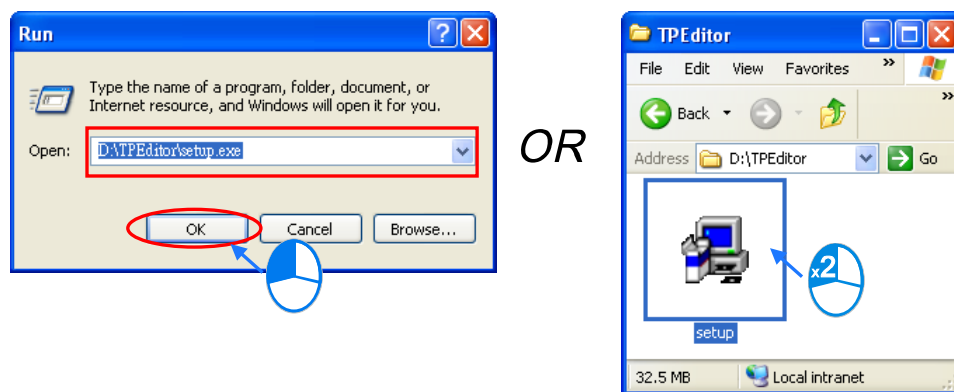 Run
Type the name of a program, folder, document, or
Internet resource, and Windows will open it for you.
Open:
D:\TPEditor\setup.exe
OK
Cancel
Browse...
OR
TPEditor
File Edit View Favorites »
Back
»
Address D:\TPEditor Go
x2
setup
32.5 MB Local intranet